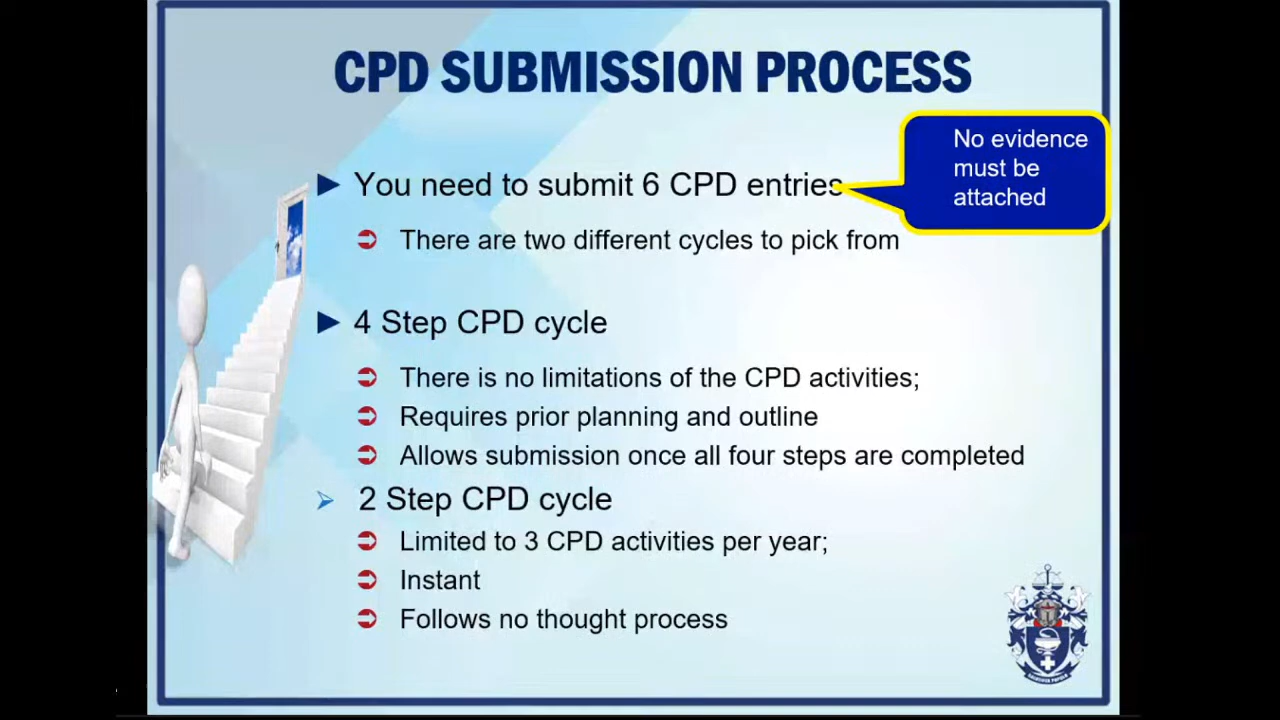 CPD SUBMISSION PROCESS
No evidence
must be
attached
You need to submit 6 CPD entries
There are two different cycles to pick from
4 Step CPD cycle
There is no limitations of the CPD activities;
Requires prior planning and outline
Allows submission once all four steps are completed
2 Step CPD cycle
Limited to 3 CPD activities per year;
Instant
Follows no thought process